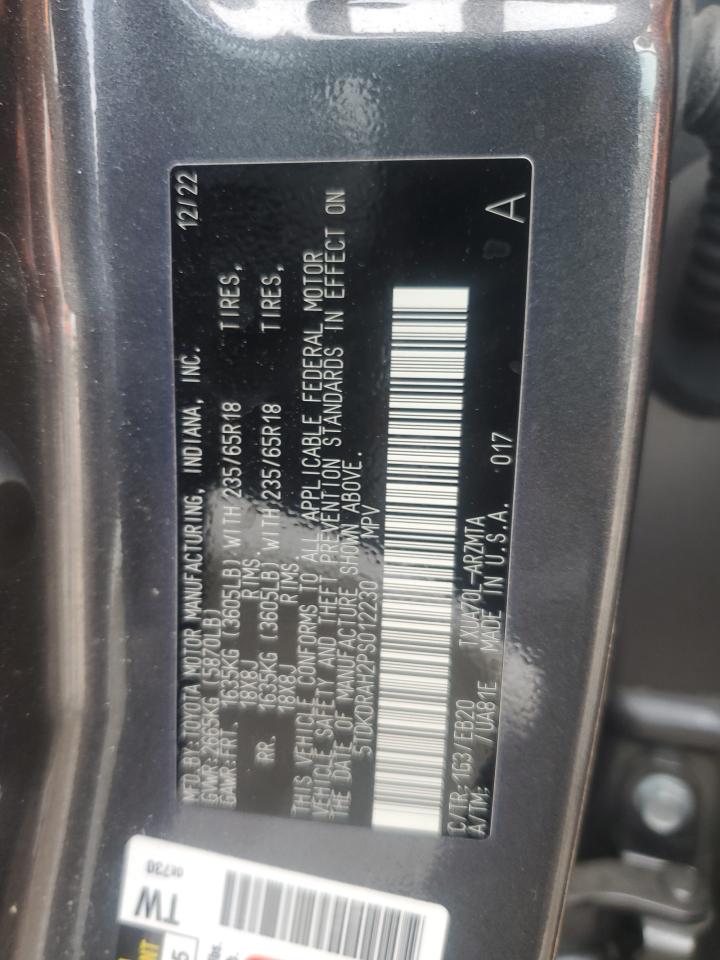 MFD.BY:TOYOTA MOTOR MANUFACTURING, INDIANA, INC. 12/22
GVWR: 2665KG (5870LB)
GAWR:FRT. 1635KG (3605LB) WITH 235/65R18 TIRES,
18X8J RIMS
RR. 1635KG (3605LB) WITH 235/65R18 TIRES,
18X8J RIMS
THIS VEHICLE CONFORMS TO ALL APPLICABLE FEDERAL MOTOR
VEHICLE SAFETY AND THEFT PREVENTION STANDARDS IN EFFECT ON
THE DATE OF MANUFACTURE SHOWN ABOVE.
5TDKDRAH2PS012230 MPV
C/TR: 1G3/EB20 TXUA70L-ARZMTA 017 A
A/TM: /UA81E MADE IN U.S.A.
TW